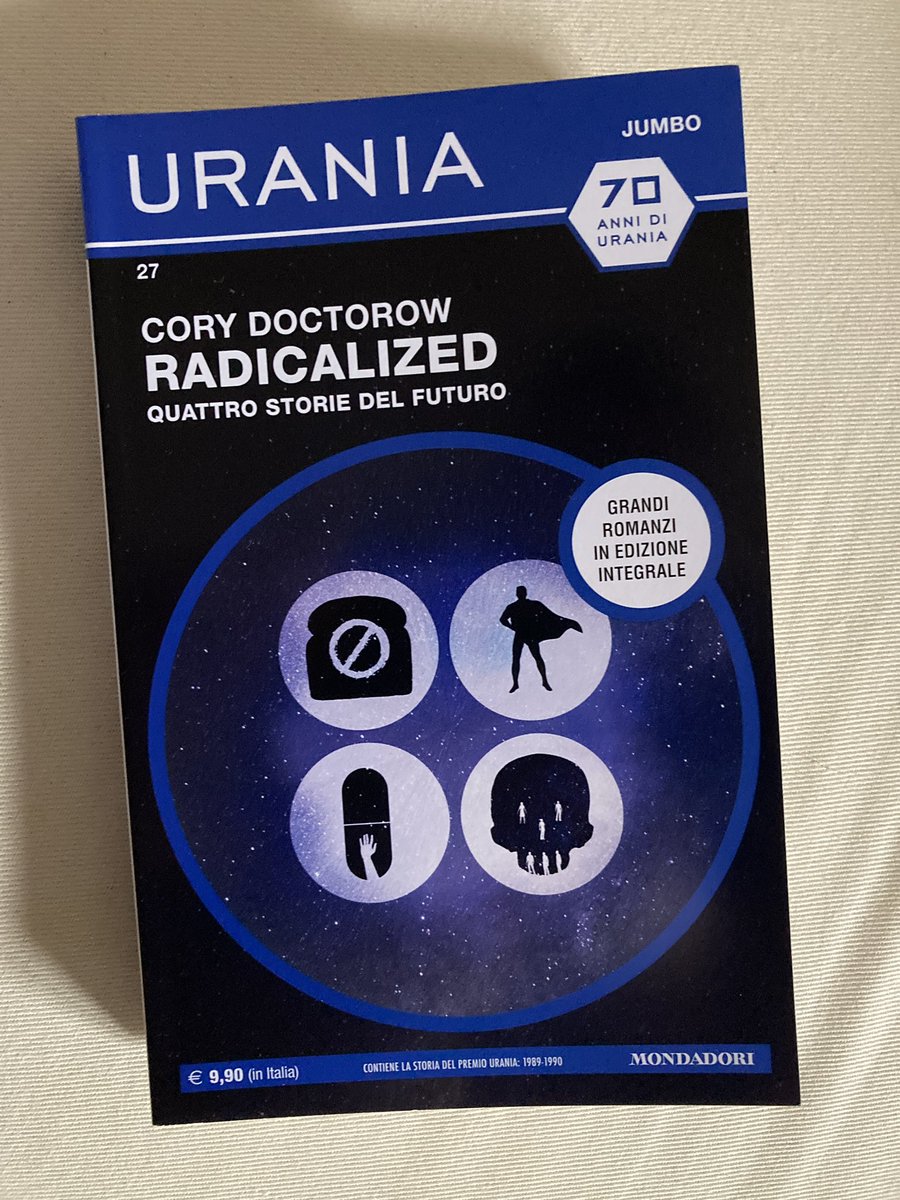 URANIA
JUMBO
70
ANNI DI
URANIA
27
CORY DOCTOROW
RADICALIZED
QUATTRO STORIE DEL FUTURO
GRANDI
ROMANZI
IN EDIZIONE
INTEGRALE
€ 9,90 (in Italia)
CONTIENE LA STORIA DEL PREMIO URANIA: 1989-1990
MONDADORI